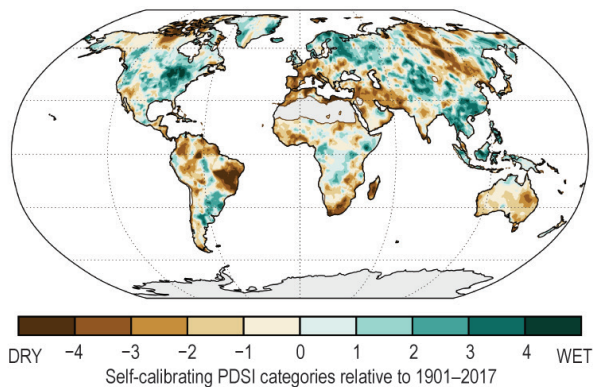 DRY −4 −3 −2 −1 0 1 2 3 4 WET
Self-calibrating PDSI categories relative to 1901–2017